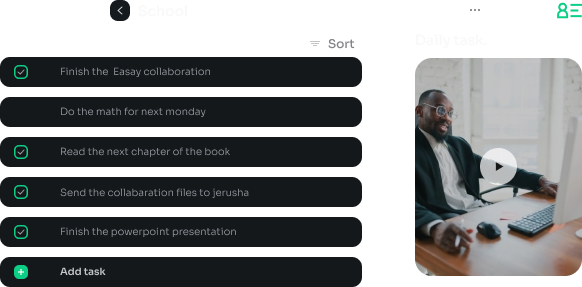 School
Sort
Daily task.
Finish the Easay collaboration
Do the math for next monday
Read the next chapter of the book
Send the collabaration files to jerusha
Finish the powerpoint presentation
Add task